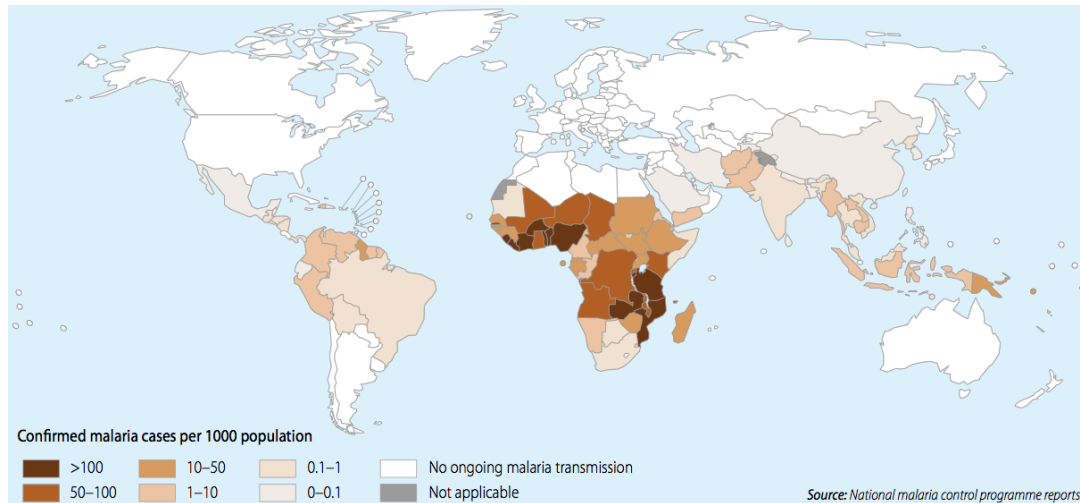 Confirmed malaria cases per 1000 population
>100
10–50
0.1–1
No ongoing malaria transmission
50–100
1–10
0–0.1
Not applicable
Source: National malaria control programme reports